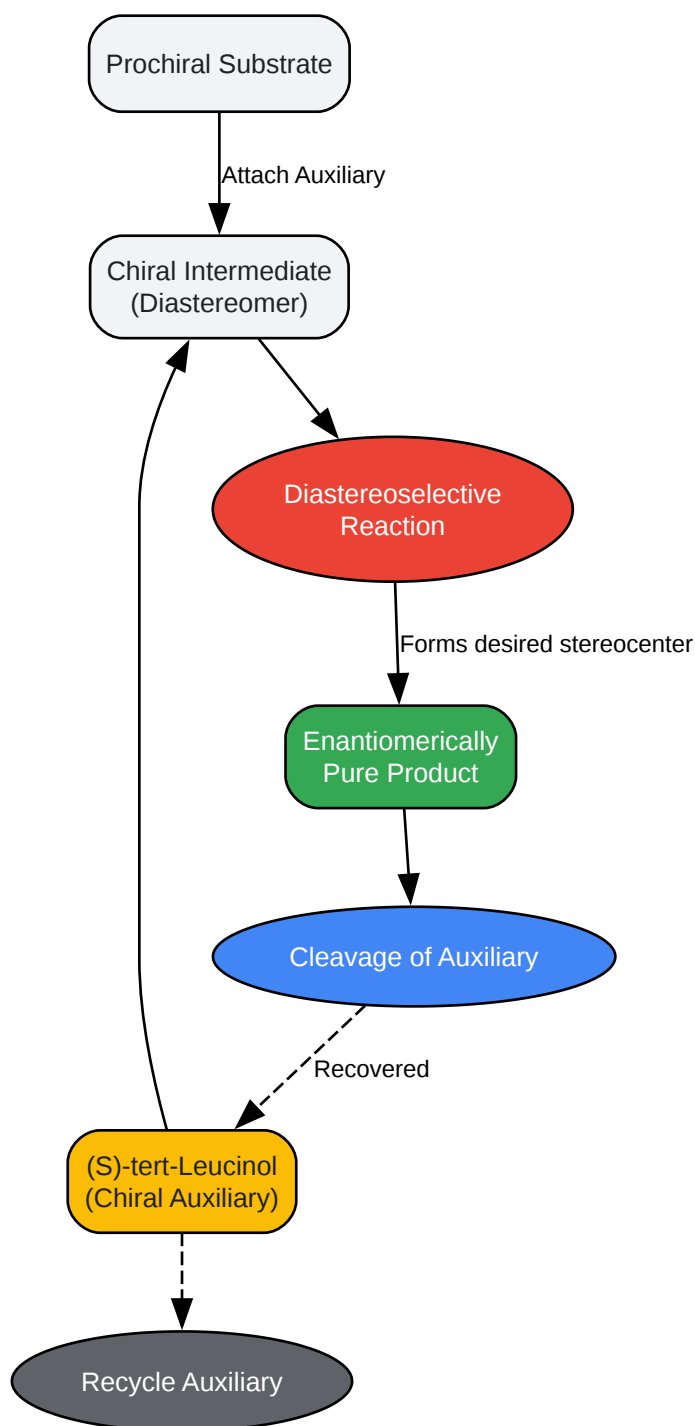 Prochiral Substrate
Attach Auxiliary
Chiral Intermediate
(Diastereomer)
Diastereoselective
Reaction
Forms desired stereocenter
Enantiomerically
Pure Product
Cleavage of Auxiliary
Recovered
(S)-tert-Leucinol
(Chiral Auxiliary)
Recycle Auxiliary